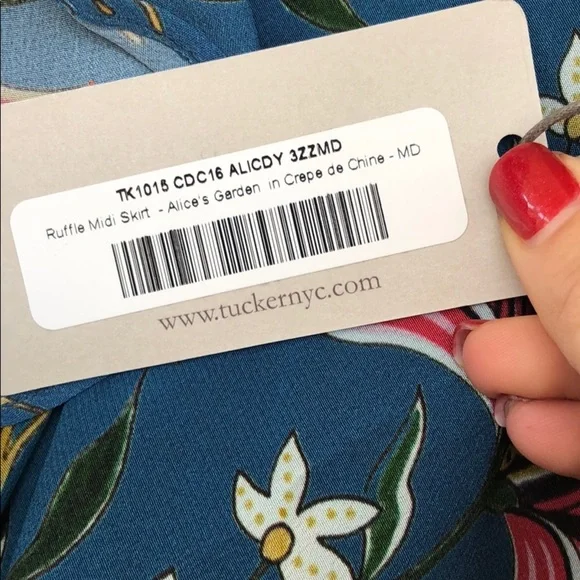 TK1015 CDC16 ALICDY 3ZZMD
Ruffle Midi Skirt - Alice's Garden in Crepe de Chine - MD
www.tuckernyc.com